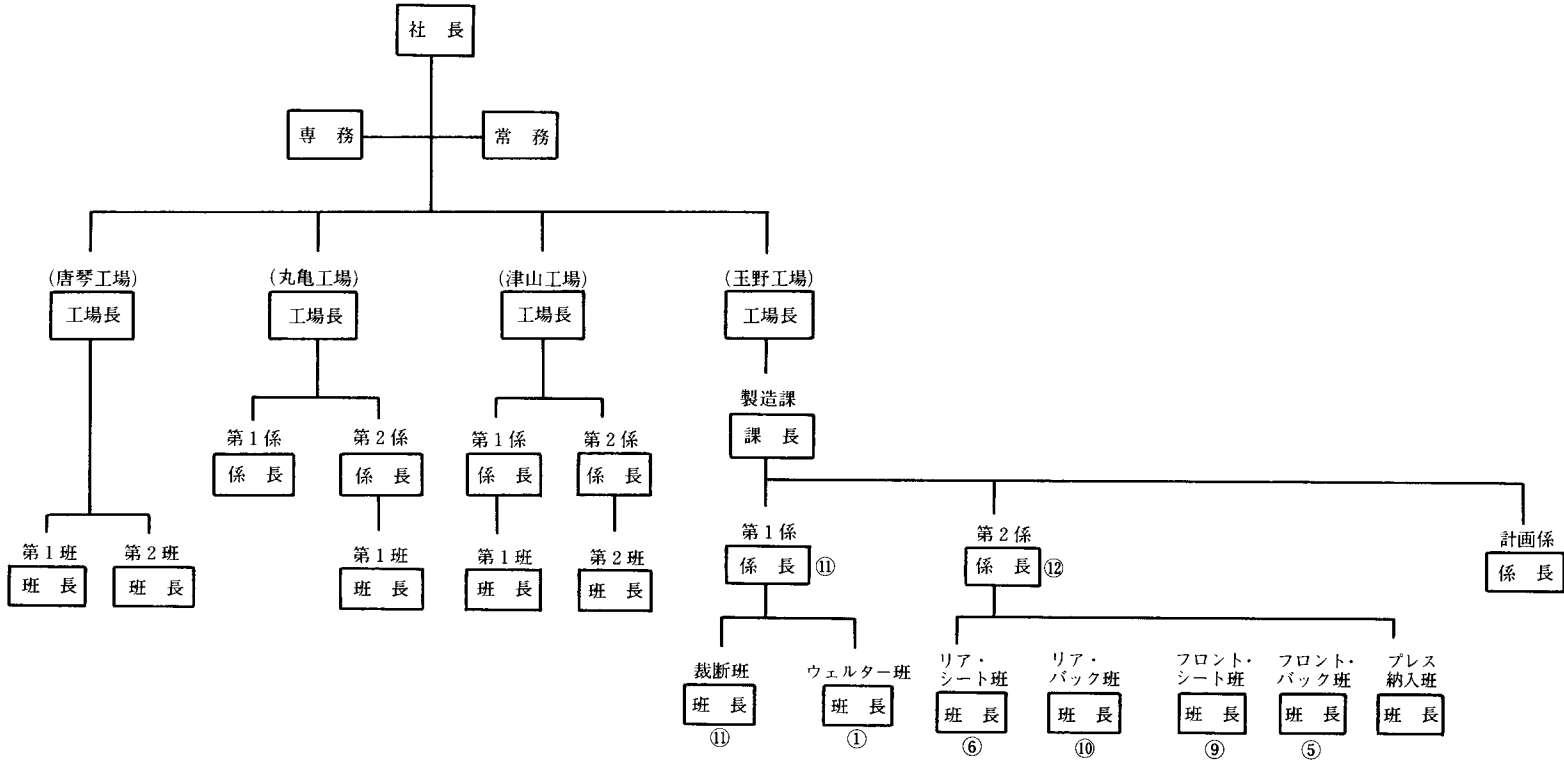 社長
専務
常務
(唐琴工場)
工場長
(丸亀工場)
工場長
(津山工場)
工場長
(玉野工場)
工場長
製造課
課長
第1係
係長
第2係
係長
第1係
係長
第2係
係長
第1班
班長
第2班
班長
第1班
班長
第1班
班長
第2班
班長
第1係
係長 ⑪
第2係
係長 ⑫
計画係
係長
裁断班
班長
⑪
ウェルター班
班長
①
リア・
シート班
班長
⑥
リア・
バック班
班長
⑩
フロント・
シート班
班長
⑨
フロント・
バック班
班長
⑤
プレス
納入班
班長